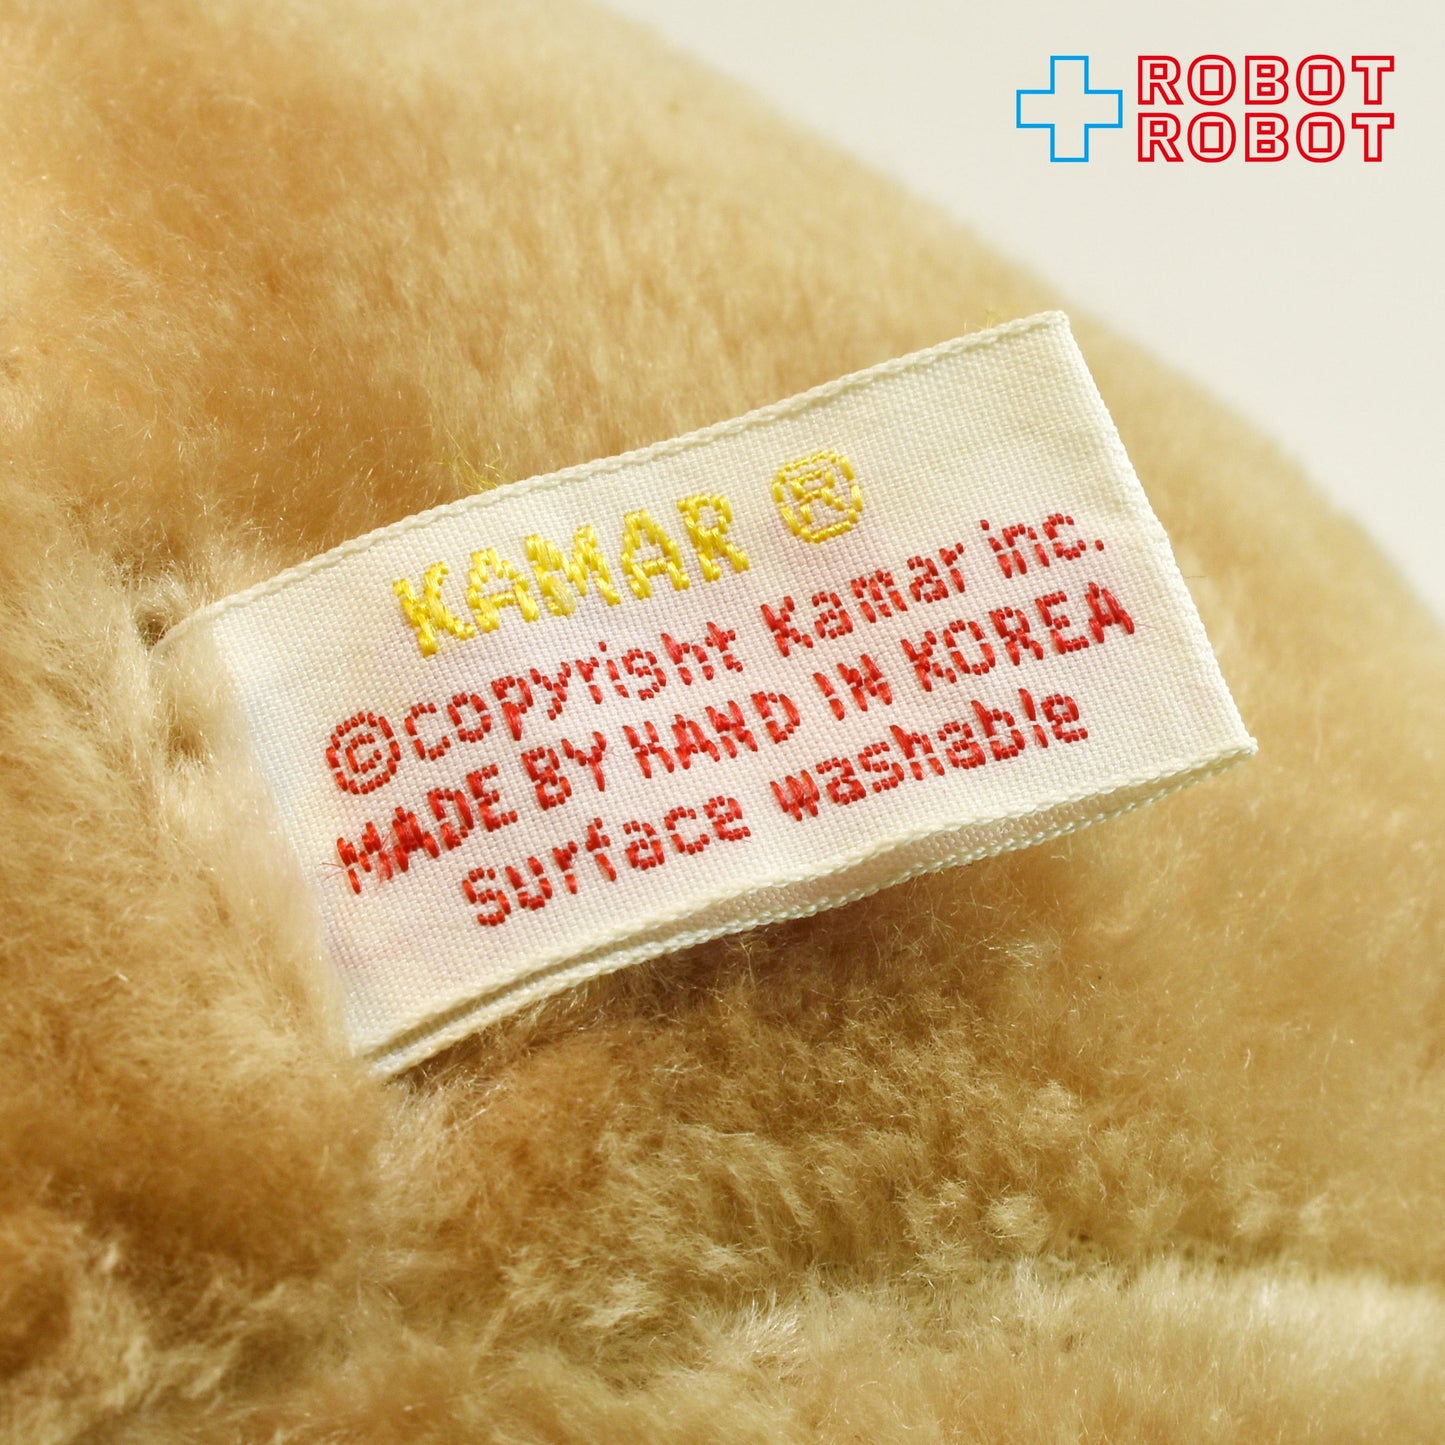 ROBOT
ROBOT
KAMAR ®
©copyright Kamar inc.
MADE BY HAND IN KOREA
Surface washable